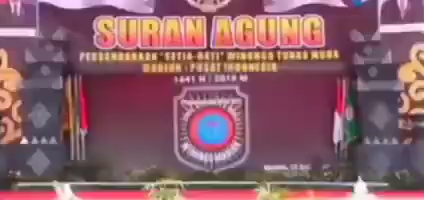 SURAN AGUNG
PERSAUDARAAN "SETIA-HATI" WINONGO TUNAS MUDA
MADIUN / PUSAT INDONESIA
1441 H / 2019 M